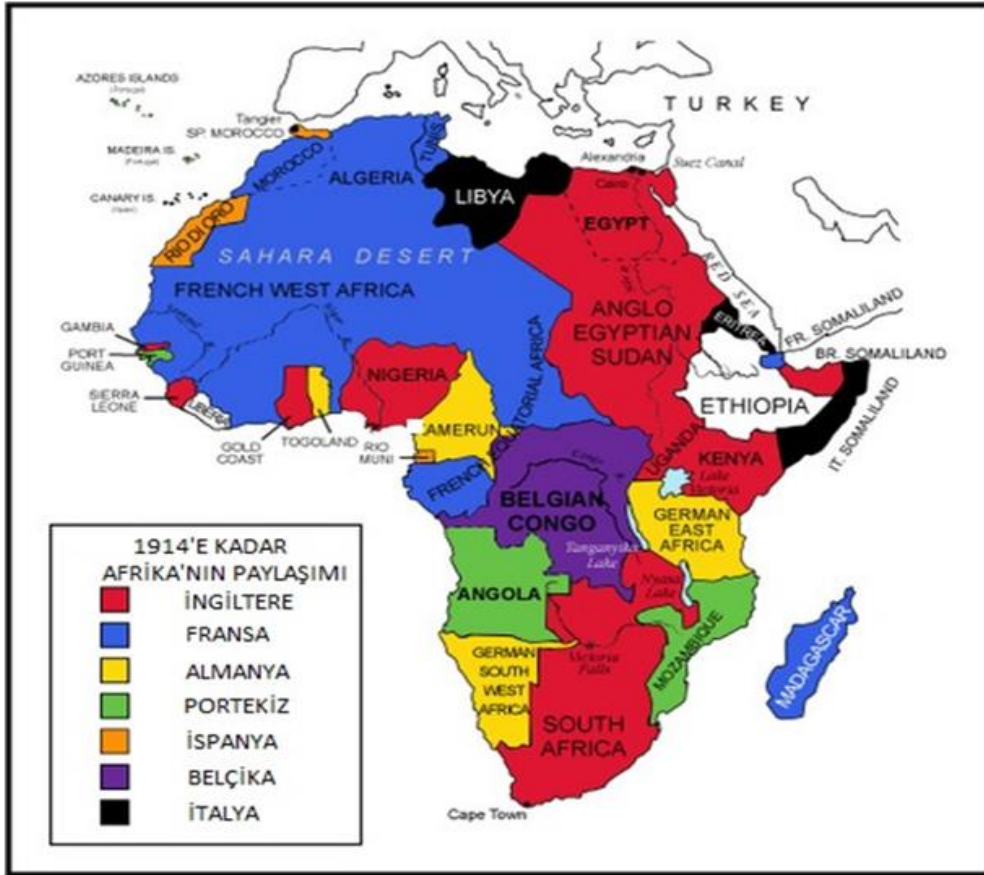 AZORES ISLANDS
(Portugal)
TURKEY
Tangier
SP. MOROCCO
MADEIRA IS.
(Portugal)
CANARY IS.
(Spain)
MOROCCO
ALGERIA
TUNIS
LIBYA
Alexandria
Suez Canal
Cairo
EGYPT
RIO DI ORO
SAHARA DESERT
FRENCH WEST AFRICA
RED SEA
ANGLO
EGYPTIAN
SUDAN
ERITREA
FR. SOMALILAND
BR. SOMALILAND
IT. SOMALILAND
GAMBIA
PORT
GUINEA
SIERRA
LEONE
LIBERIA
GOLD
COAST
TOGOLAND
NIGERIA
RIO
MUNI
AMERUN
FRENCH EQUATORIAL AFRICA
ETHIOPIA
UGANDA
KENYA
Lake
Victoria
Congo
BELGIAN
CONGO
GERMAN
EAST
AFRICA
Tanganyika
Lake
Nyasa
Lake
ANGOLA
MOZAMBIQUE
MADAGASCAR
GERMAN
SOUTH
WEST
AFRICA
Victoria
Falls
SOUTH
AFRICA
Cape Town
1914'E KADAR
AFRİKA'NIN PAYLAŞIMI
İNGİLTERE
FRANSA
ALMANYA
PORTEKİZ
İSPANYA
BELÇİKA
İTALYA